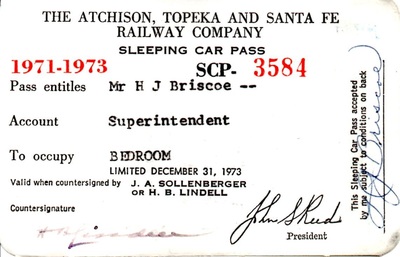 THE ATCHISON, TOPEKA AND SANTA FE
RAILWAY COMPANY
SLEEPING CAR PASS
1971-1973 SCP- 3584
Pass entitles Mr H J Briscoe --
Account Superintendent
To occupy BEDROOM
LIMITED DECEMBER 31, 1973
Valid when countersigned by J. A. SOLLENBERGER
or H. B. LINDELL
Countersignature
John S Reed
President
This Sleeping Car Pass accepted
by me subject to conditions on back
H J Briscoe